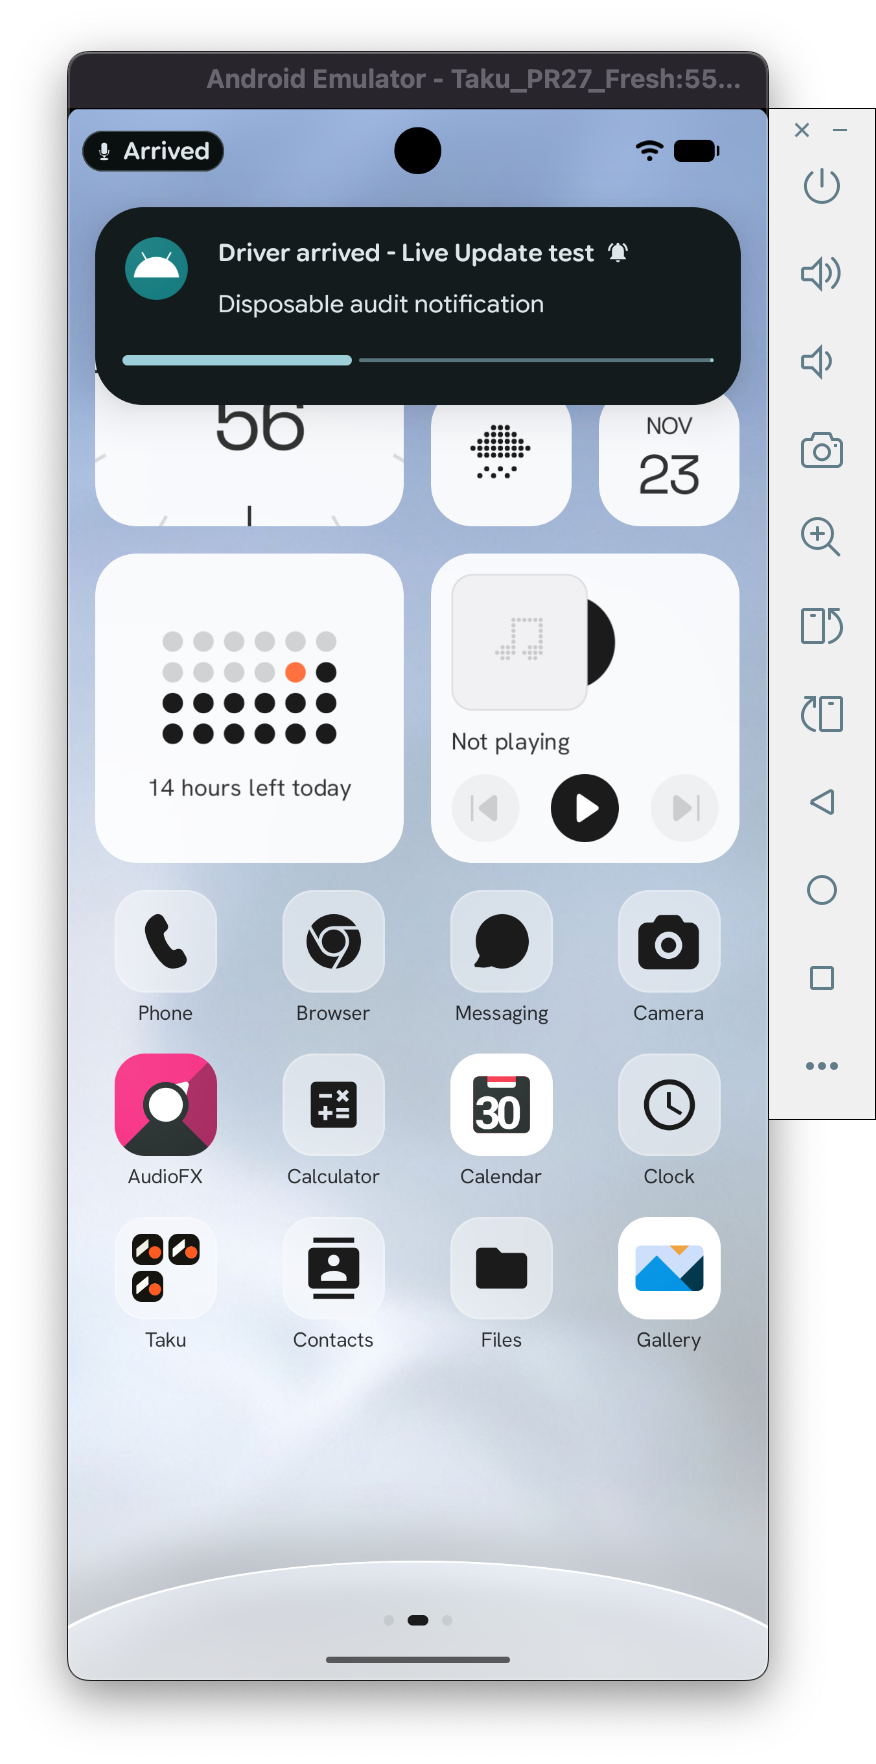 Android Emulator - Taku_PR27_Fresh:55...
Arrived
Driver arrived - Live Update test
Disposable audit notification
56
NOV
23
14 hours left today
Not playing
Phone
Browser
Messaging
Camera
30
AudioFX
Calculator
Calendar
Clock
Taku
Contacts
Files
Gallery